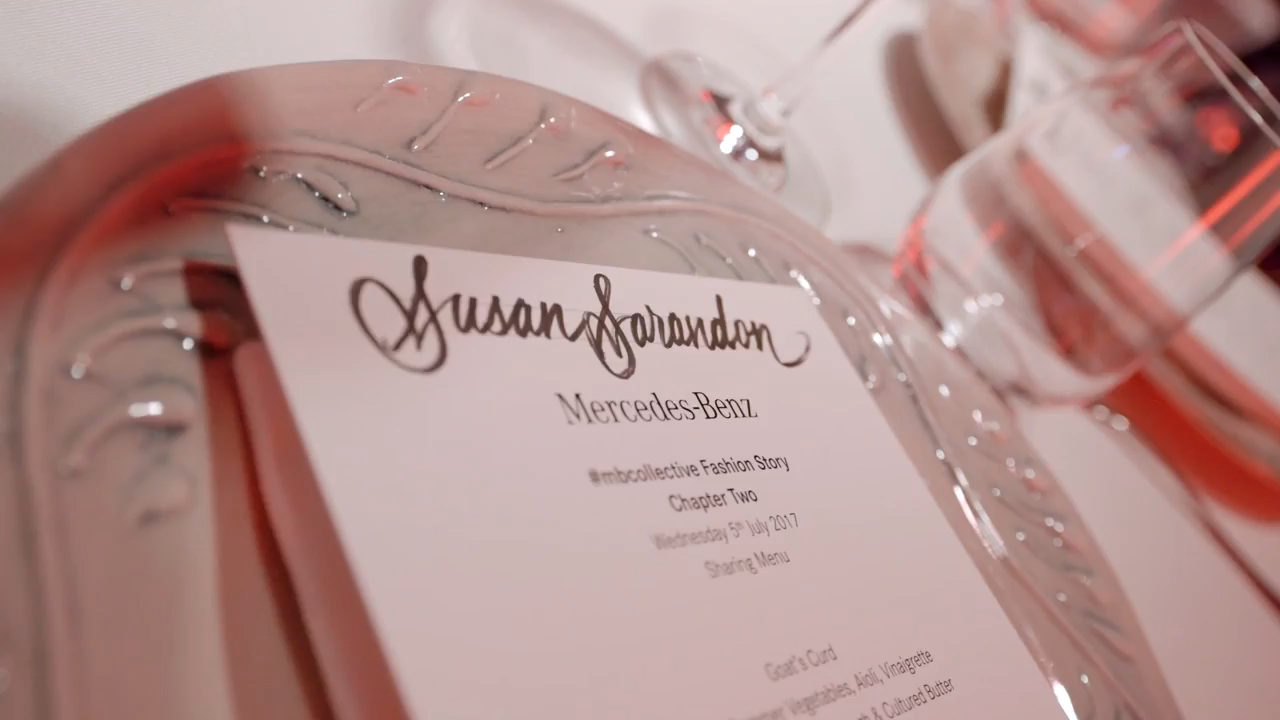 Susan Sarandon
Mercedes-Benz
#mbcollective Fashion Story
Chapter Two
Wednesday 5th July 2017
Sharing Menu
Goat's Curd
Vegetables, Aioli, Vinaigrette
& Cultured Butter